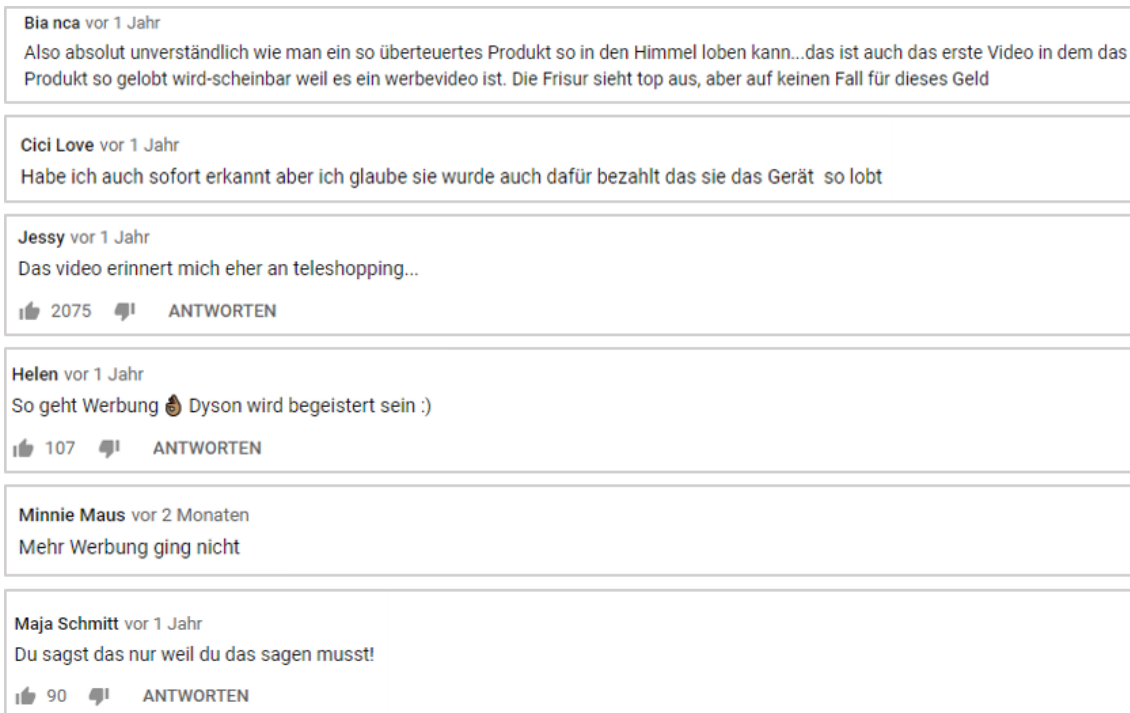 Bia nca vor 1 Jahr
Also absolut unverständlich wie man ein so überteuertes Produkt so in den Himmel loben kann...das ist auch das erste Video in dem das
Produkt so gelobt wird-scheinbar weil es ein werbevideo ist. Die Frisur sieht top aus, aber auf keinen Fall für dieses Geld
Cici Love vor 1 Jahr
Habe ich auch sofort erkannt aber ich glaube sie wurde auch dafür bezahlt das sie das Gerät  so lobt
Jessy vor 1 Jahr
Das video erinnert mich eher an teleshopping...
2075 ANTWORTEN
Helen vor 1 Jahr
So geht Werbung 👌🏾 Dyson wird begeistert sein :)
107 ANTWORTEN
Minnie Maus vor 2 Monaten
Mehr Werbung ging nicht
Maja Schmitt vor 1 Jahr
Du sagst das nur weil du das sagen musst!
90 ANTWORTEN